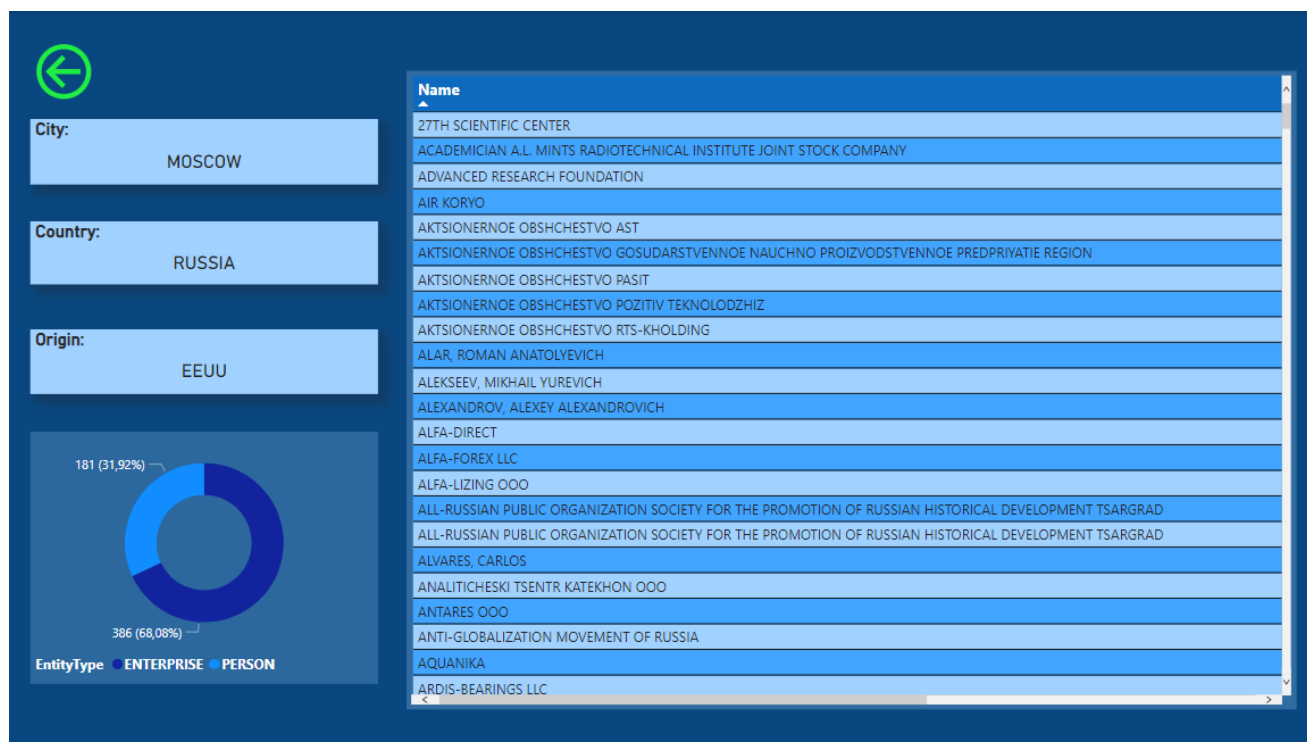 City:
MOSCOW
Country:
RUSSIA
Origin:
EEUU
181 (31,92%)
386 (68,08%)
EntityType ENTERPRISE PERSON
Name
27TH SCIENTIFIC CENTER
ACADEMICIAN A.L. MINTS RADIOTECHNICAL INSTITUTE JOINT STOCK COMPANY
ADVANCED RESEARCH FOUNDATION
AIR KORYO
AKTSIONERNOE OBSHCHESTVO AST
AKTSIONERNOE OBSHCHESTVO GOSUDARSTVENNOE NAUCHNO PROIZVODSTVENNOE PREDPRIYATIE REGION
AKTSIONERNOE OBSHCHESTVO PASIT
AKTSIONERNOE OBSHCHESTVO POZITIV TEKNOLODZHIZ
AKTSIONERNOE OBSHCHESTVO RTS-KHOLDING
ALAR, ROMAN ANATOLYEVICH
ALEKSEEV, MIKHAIL YUREVICH
ALEXANDROV, ALEXEY ALEXANDROVICH
ALFA-DIRECT
ALFA-FOREX LLC
ALFA-LIZING OOO
ALL-RUSSIAN PUBLIC ORGANIZATION SOCIETY FOR THE PROMOTION OF RUSSIAN HISTORICAL DEVELOPMENT TSARGRAD
ALL-RUSSIAN PUBLIC ORGANIZATION SOCIETY FOR THE PROMOTION OF RUSSIAN HISTORICAL DEVELOPMENT TSARGRAD
ALVARES, CARLOS
ANALITICHESKI TSENTR KATEKHON OOO
ANTARES OOO
ANTI-GLOBALIZATION MOVEMENT OF RUSSIA
AQUANIKA
ARDIS-BEARINGS LLC